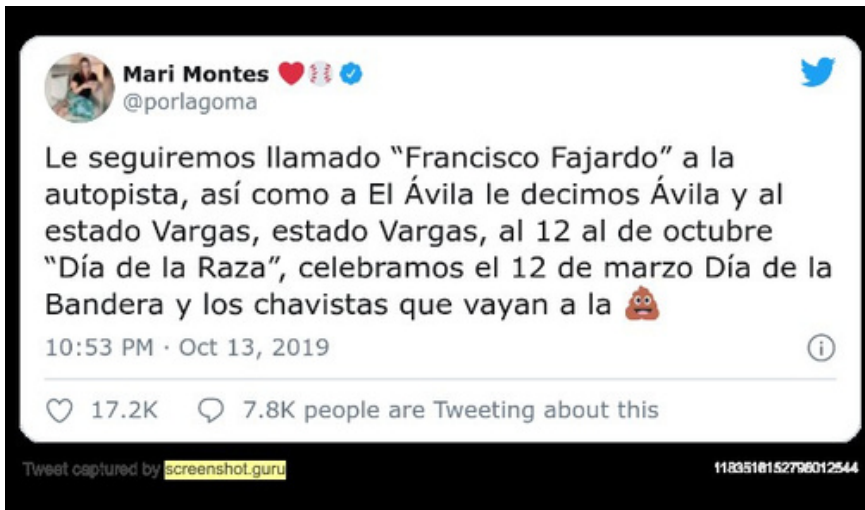 Mari Montes ❤️⚾
@porlagoma
Le seguiremos llamado “Francisco Fajardo” a la
autopista, así como a El Ávila le decimos Ávila y al
estado Vargas, estado Vargas, al 12 al de octubre
“Día de la Raza”, celebramos el 12 de marzo Día de la
Bandera y los chavistas que vayan a la 💩
10:53 PM · Oct 13, 2019
17.2K 7.8K people are Tweeting about this
Tweet captured by screenshot.guru
1183518152796012544